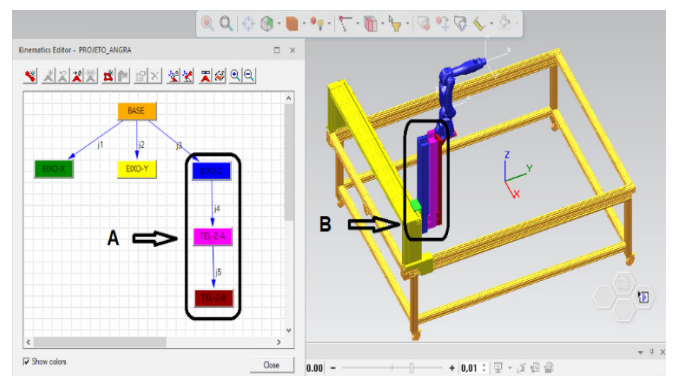 Kinematics Editor - PROJETO_ANGRA
BASE
j1
j2
j3
EIXO-X
EIXO-Y
j4
A
TEL-Z-A
j5
TEL-Z-B
Show colors
Close
B
Z
Y
X
0.00
0,01